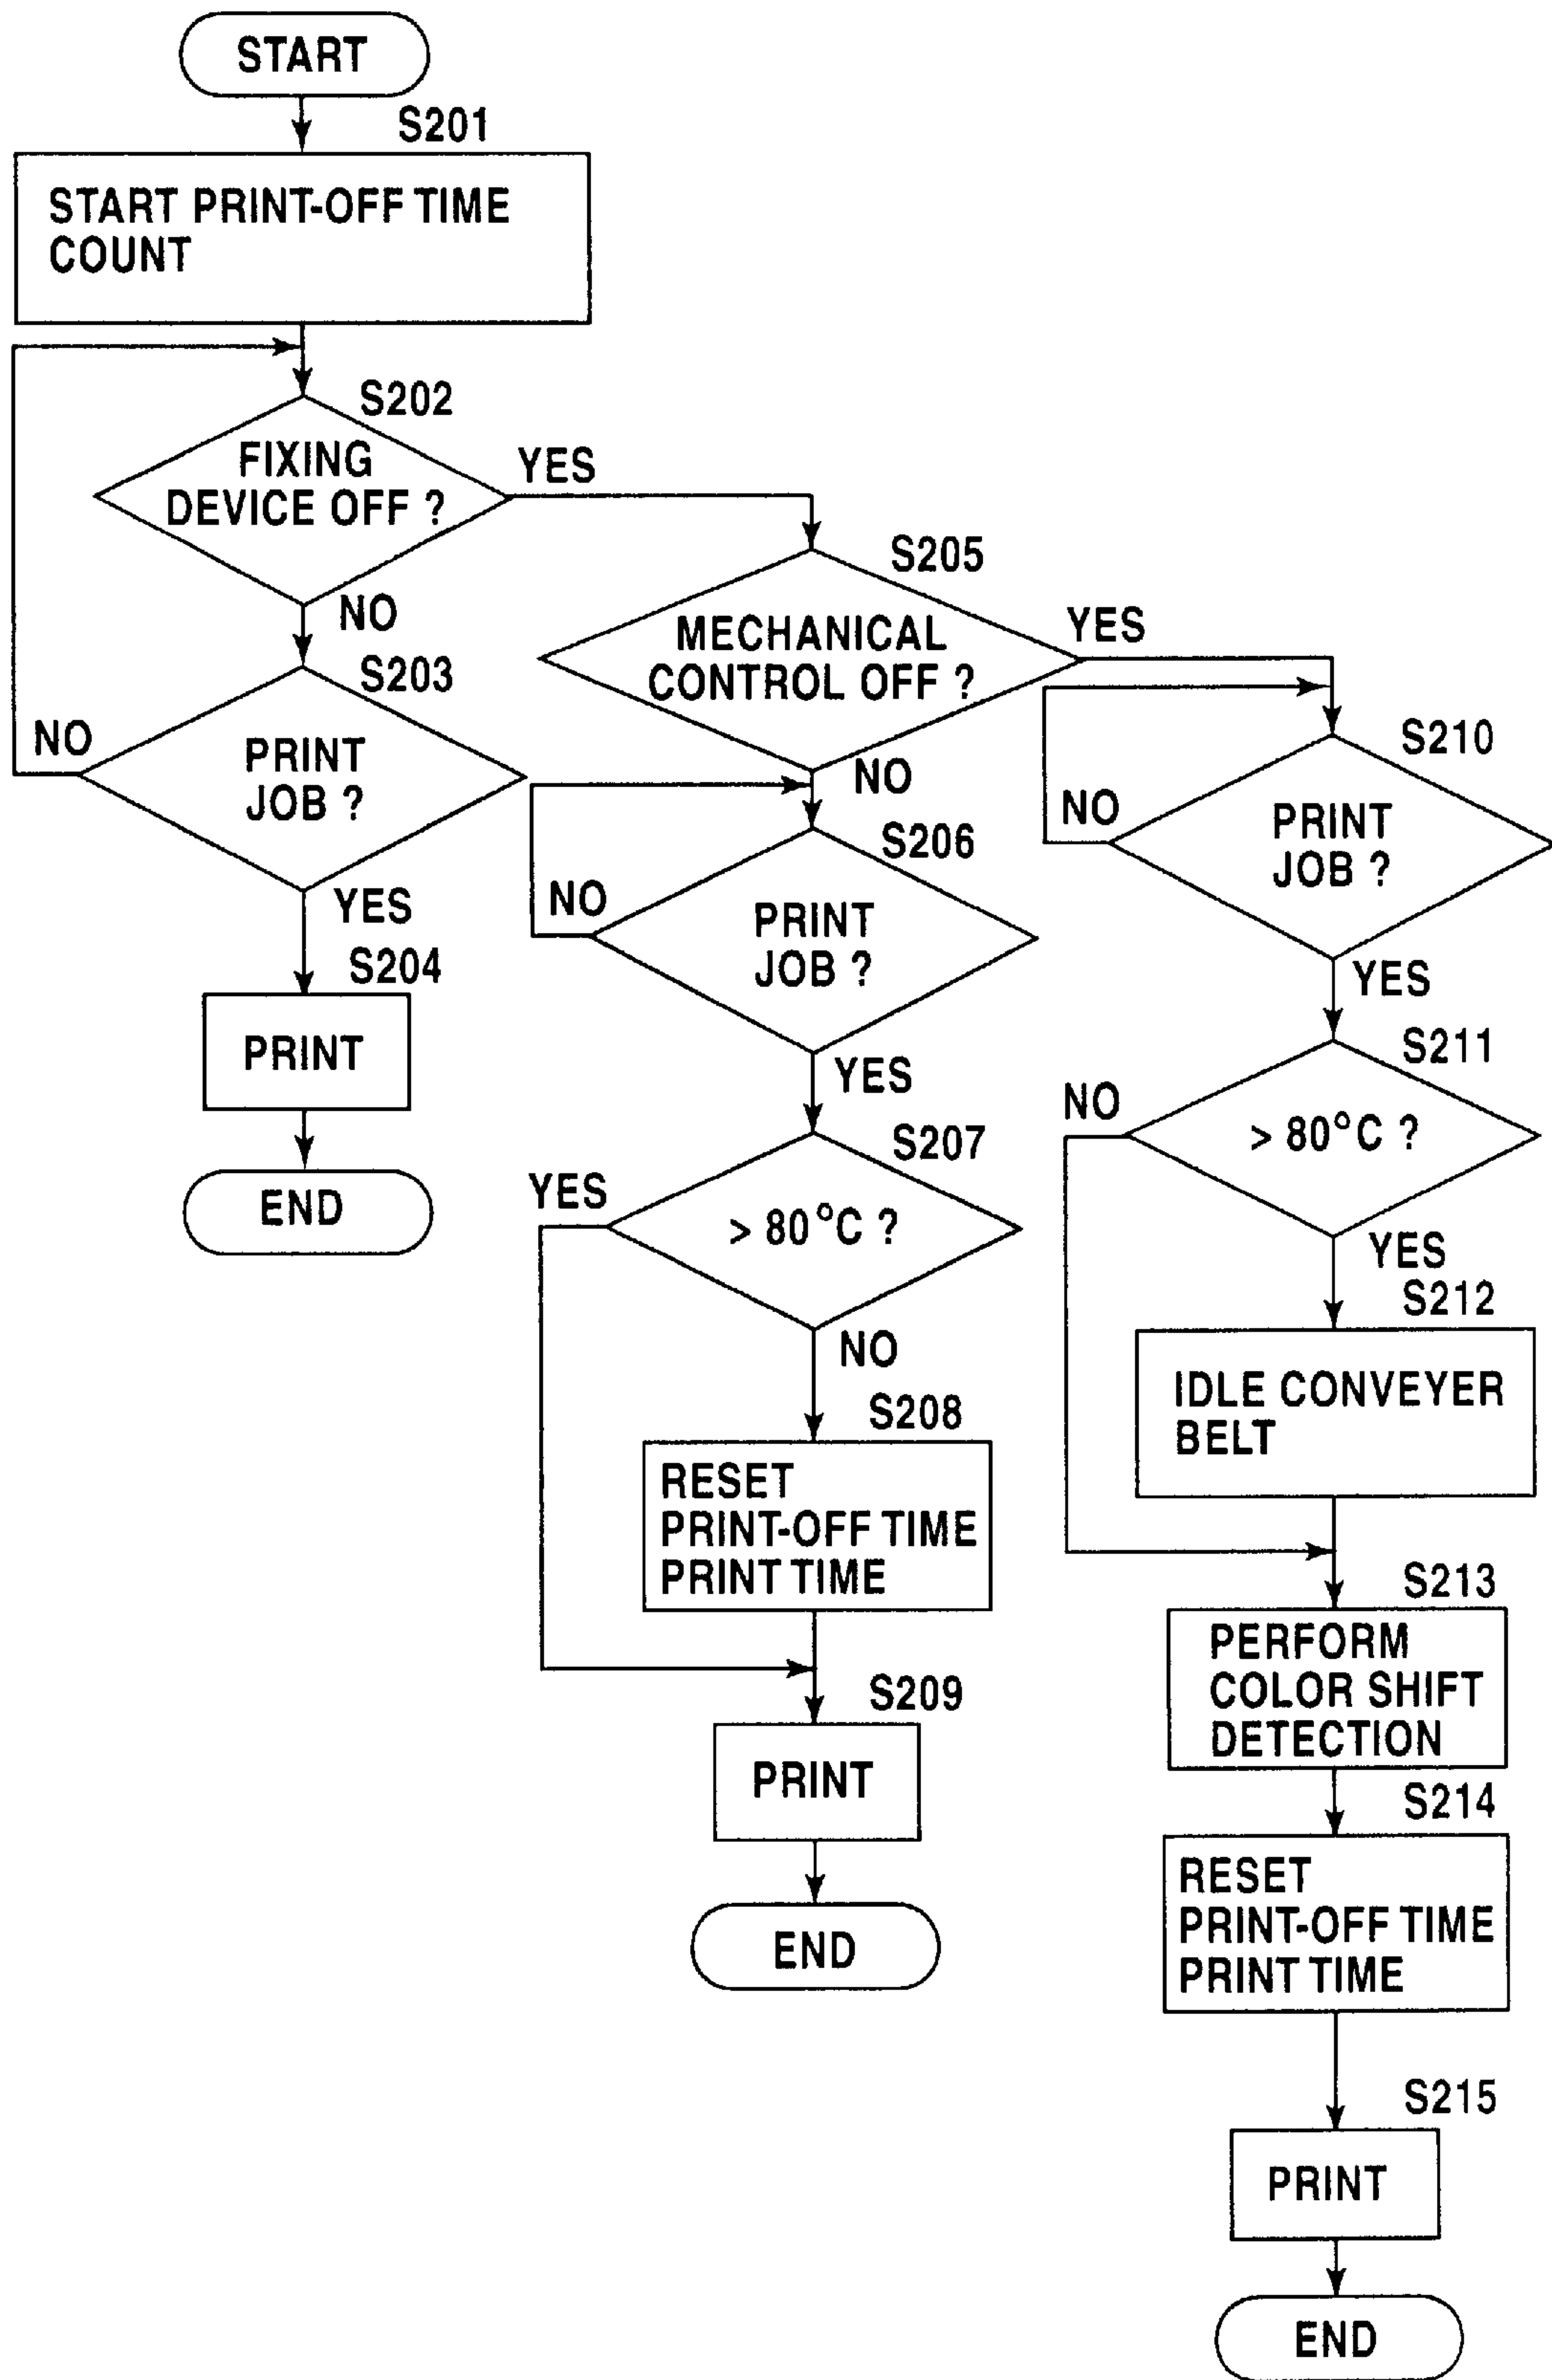 START
S201
START PRINT-OFF TIME
COUNT
S202
FIXING
DEVICE OFF ?
YES
NO
S203
PRINT
JOB ?
NO
YES
S204
PRINT
END
S205
MECHANICAL
CONTROL OFF ?
YES
NO
S206
PRINT
JOB ?
NO
YES
S207
> 80°C ?
YES
NO
S208
RESET
PRINT-OFF TIME
PRINT TIME
S209
PRINT
END
S210
PRINT
JOB ?
NO
YES
S211
> 80°C ?
NO
YES
S212
IDLE CONVEYER
BELT
S213
PERFORM
COLOR SHIFT
DETECTION
S214
RESET
PRINT-OFF TIME
PRINT TIME
S215
PRINT
END